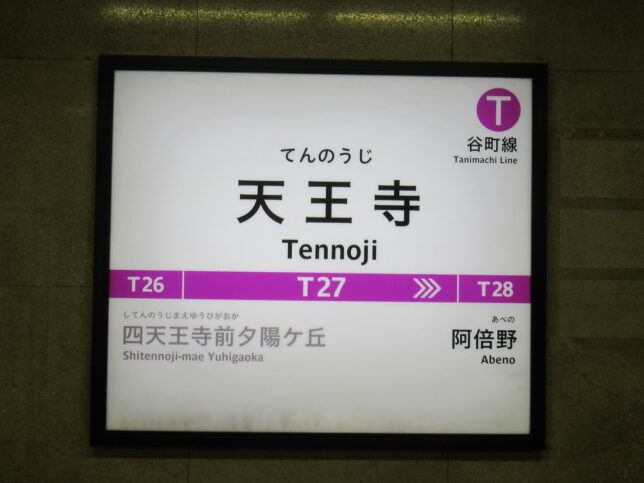 T
谷町線
Tanimachi Line
てんのうじ
天王寺
Tennoji
T26 T27 T28
してんのうじまえゆうひがおか
四天王寺前夕陽ケ丘
Shitennoji-mae Yuhigaoka
あべの
阿倍野
Abeno